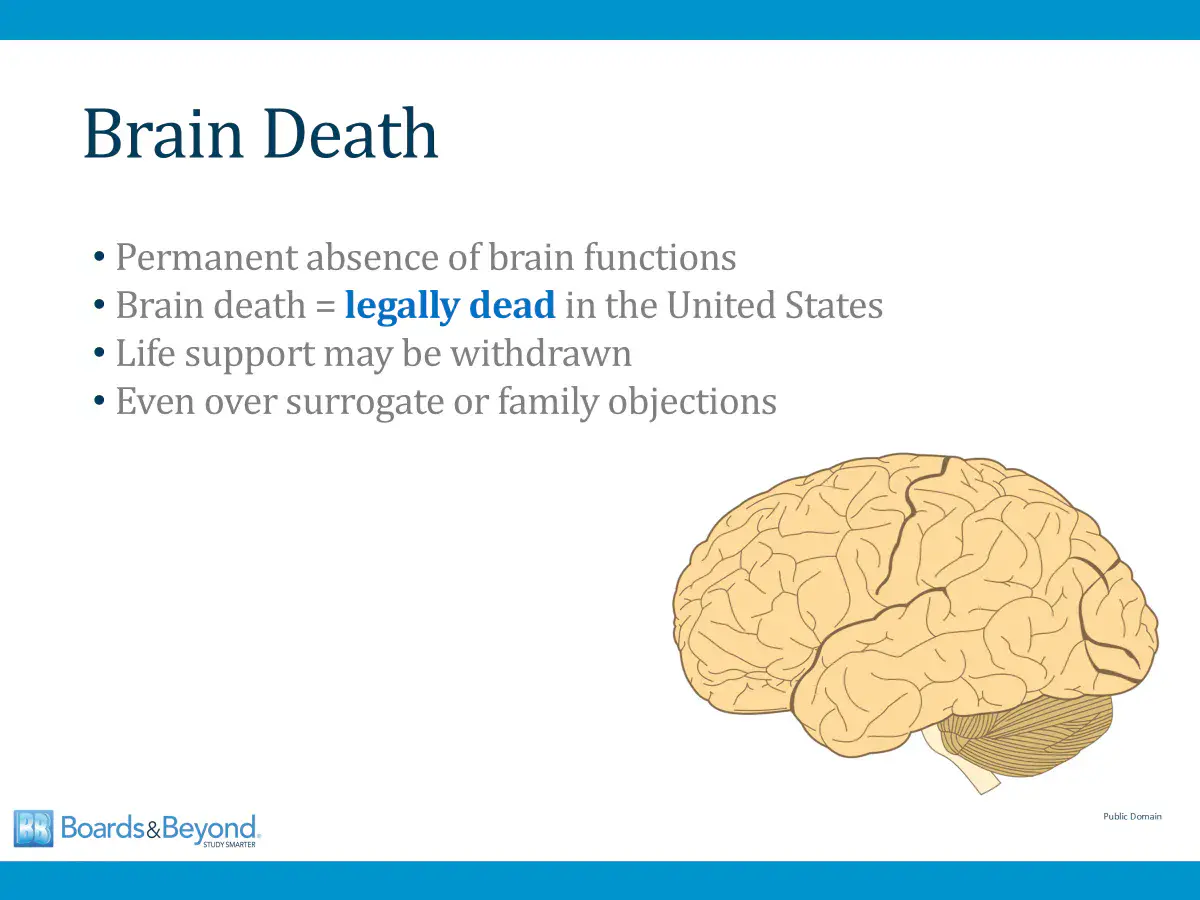 Brain Death
• Permanent absence of brain functions
• Brain death = legally dead in the United States
• Life support may be withdrawn
• Even over surrogate or family objections
BB Boards&Beyond®
STUDY SMARTER
Public Domain